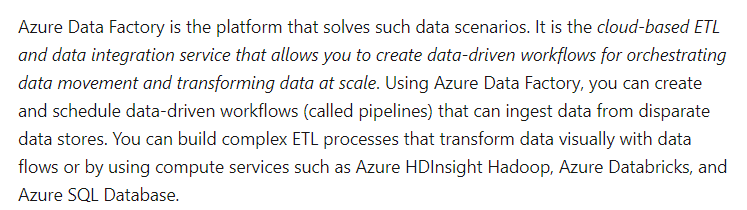 Azure Data Factory is the platform that solves such data scenarios. It is the cloud-based ETL
and data integration service that allows you to create data-driven workflows for orchestrating
data movement and transforming data at scale. Using Azure Data Factory, you can create
and schedule data-driven workflows (called pipelines) that can ingest data from disparate
data stores. You can build complex ETL processes that transform data visually with data
flows or by using compute services such as Azure HDInsight Hadoop, Azure Databricks, and
Azure SQL Database.